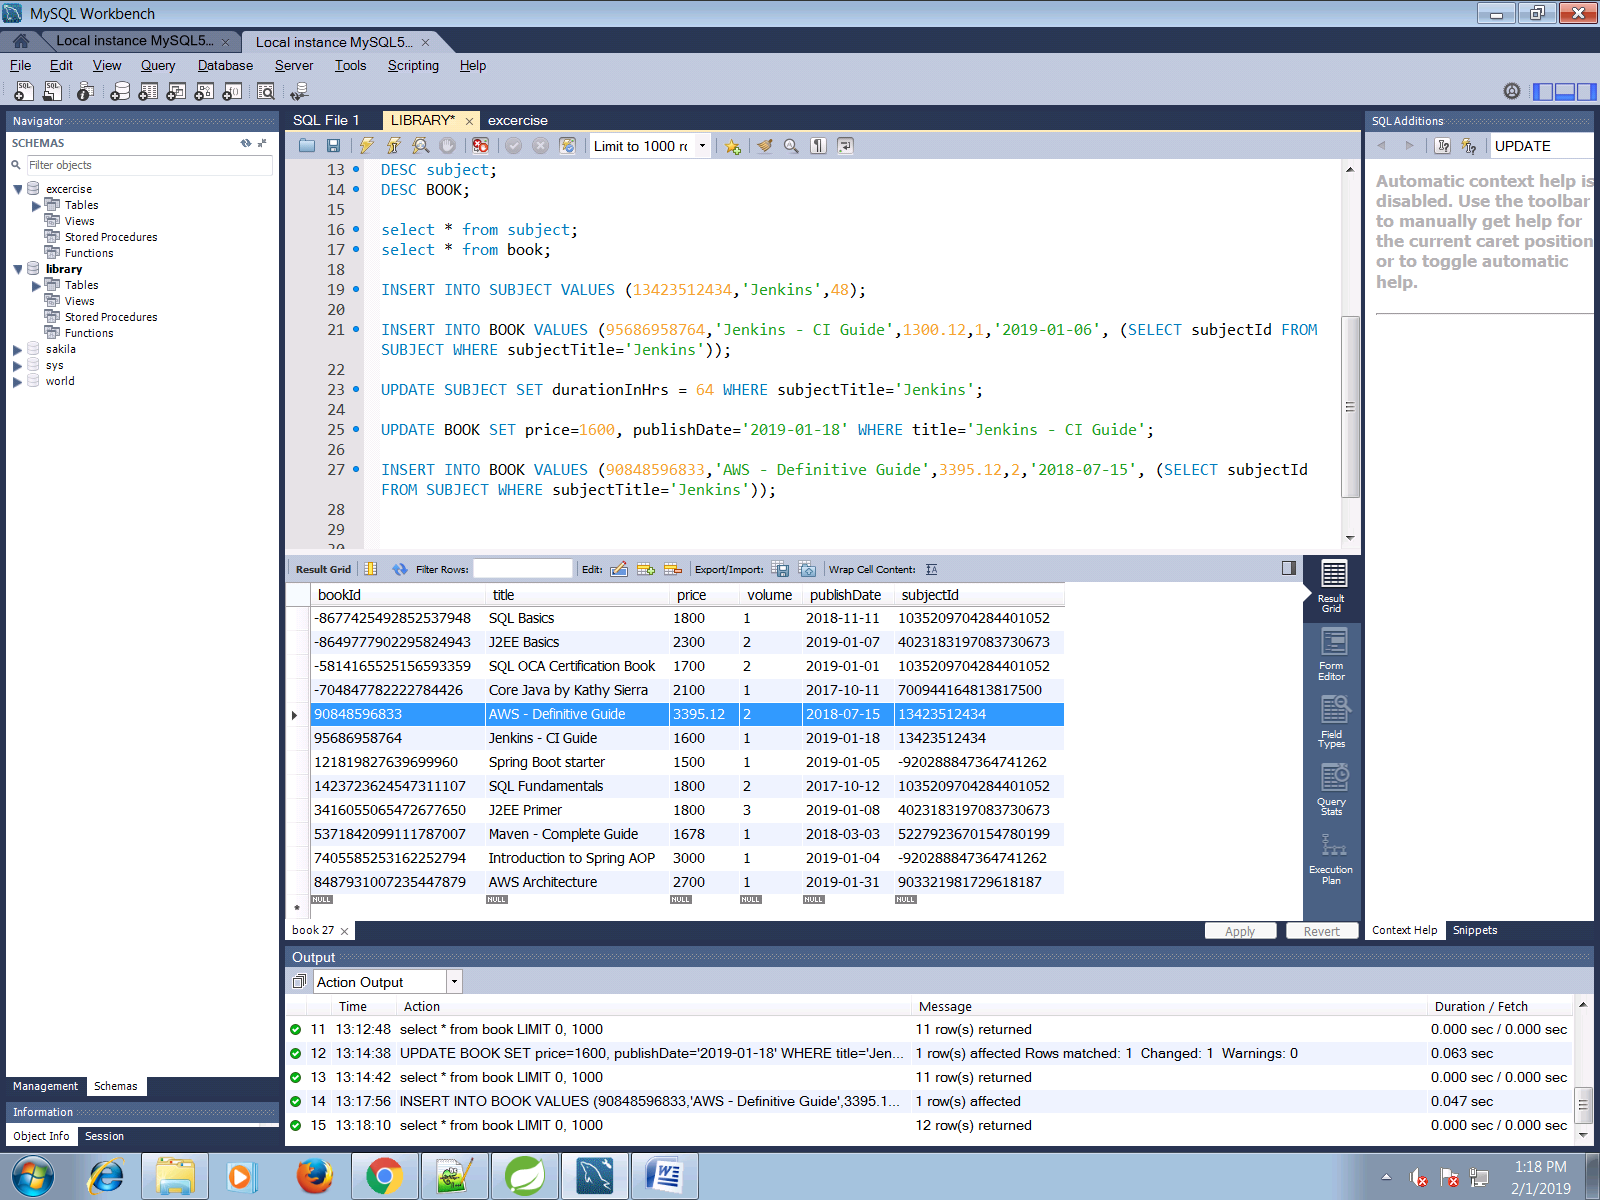 MySQL Workbench
Local instance MySQL5... ×
Local instance MySQL5... ×
File Edit View Query Database Server Tools Scripting Help
Navigator
SCHEMAS
Filter objects
excercise
Tables
Views
Stored Procedures
Functions
library
Tables
Views
Stored Procedures
Functions
sakila
sys
world
Management Schemas
Information
Object Info Session
SQL File 1 LIBRARY* × excercise
Limit to 1000 rc
13 DESC subject;
14 DESC BOOK;
15
16 select * from subject;
17 select * from book;
18
19 INSERT INTO SUBJECT VALUES (13423512434,'Jenkins',48);
20
21 INSERT INTO BOOK VALUES (95686958764,'Jenkins - CI Guide',1300.12,1,'2019-01-06', (SELECT subjectId FROM
SUBJECT WHERE subjectTitle='Jenkins'));
22
23 UPDATE SUBJECT SET durationInHrs = 64 WHERE subjectTitle='Jenkins';
24
25 UPDATE BOOK SET price=1600, publishDate='2019-01-18' WHERE title='Jenkins - CI Guide';
26
27 INSERT INTO BOOK VALUES (90848596833,'AWS - Definitive Guide',3395.12,2,'2018-07-15', (SELECT subjectId
FROM SUBJECT WHERE subjectTitle='Jenkins'));
28
29
30
Result Grid Filter Rows: Edit: Export/Import: Wrap Cell Content:
bookId title price volume publishDate subjectId
-8677425492852537948 SQL Basics 1800 1 2018-11-11 1035209704284401052
-8649777902295824943 J2EE Basics 2300 2 2019-01-07 4023183197083730673
-5814165525156593359 SQL OCA Certification Book 1700 2 2019-01-01 1035209704284401052
-704847782222784426 Core Java by Kathy Sierra 2100 1 2017-10-11 700944164813817500
90848596833 AWS - Definitive Guide 3395.12 2 2018-07-15 13423512434
95686958764 Jenkins - CI Guide 1600 1 2019-01-18 13423512434
121819827639699960 Spring Boot starter 1500 1 2019-01-05 -920288847364741262
1423723624547311107 SQL Fundamentals 1800 2 2017-10-12 1035209704284401052
3416055065472677650 J2EE Primer 1800 3 2019-01-08 4023183197083730673
5371842099111787007 Maven - Complete Guide 1678 1 2018-03-03 5227923670154780199
7405585253162252794 Introduction to Spring AOP 3000 1 2019-01-04 -920288847364741262
8487931007235447879 AWS Architecture 2700 1 2019-01-31 903321981729618187
* NULL NULL NULL NULL NULL NULL
Result
Grid
Form
Editor
Field
Types
Query
Stats
Execution
Plan
book 27 × Apply Revert
SQL Additions
UPDATE
Automatic context help is
disabled. Use the toolbar
to manually get help for
the current caret position
or to toggle automatic
help.
Context Help Snippets
Output
Action Output
Time Action Message Duration / Fetch
11 13:12:48 select * from book LIMIT 0, 1000 11 row(s) returned 0.000 sec / 0.000 sec
12 13:14:38 UPDATE BOOK SET price=1600, publishDate='2019-01-18' WHERE title='Jen... 1 row(s) affected Rows matched: 1 Changed: 1 Warnings: 0 0.063 sec
13 13:14:42 select * from book LIMIT 0, 1000 11 row(s) returned 0.000 sec / 0.000 sec
14 13:17:56 INSERT INTO BOOK VALUES (90848596833,'AWS - Definitive Guide',3395.1... 1 row(s) affected 0.047 sec
15 13:18:10 select * from book LIMIT 0, 1000 12 row(s) returned 0.000 sec / 0.000 sec
1:18 PM
2/1/2019